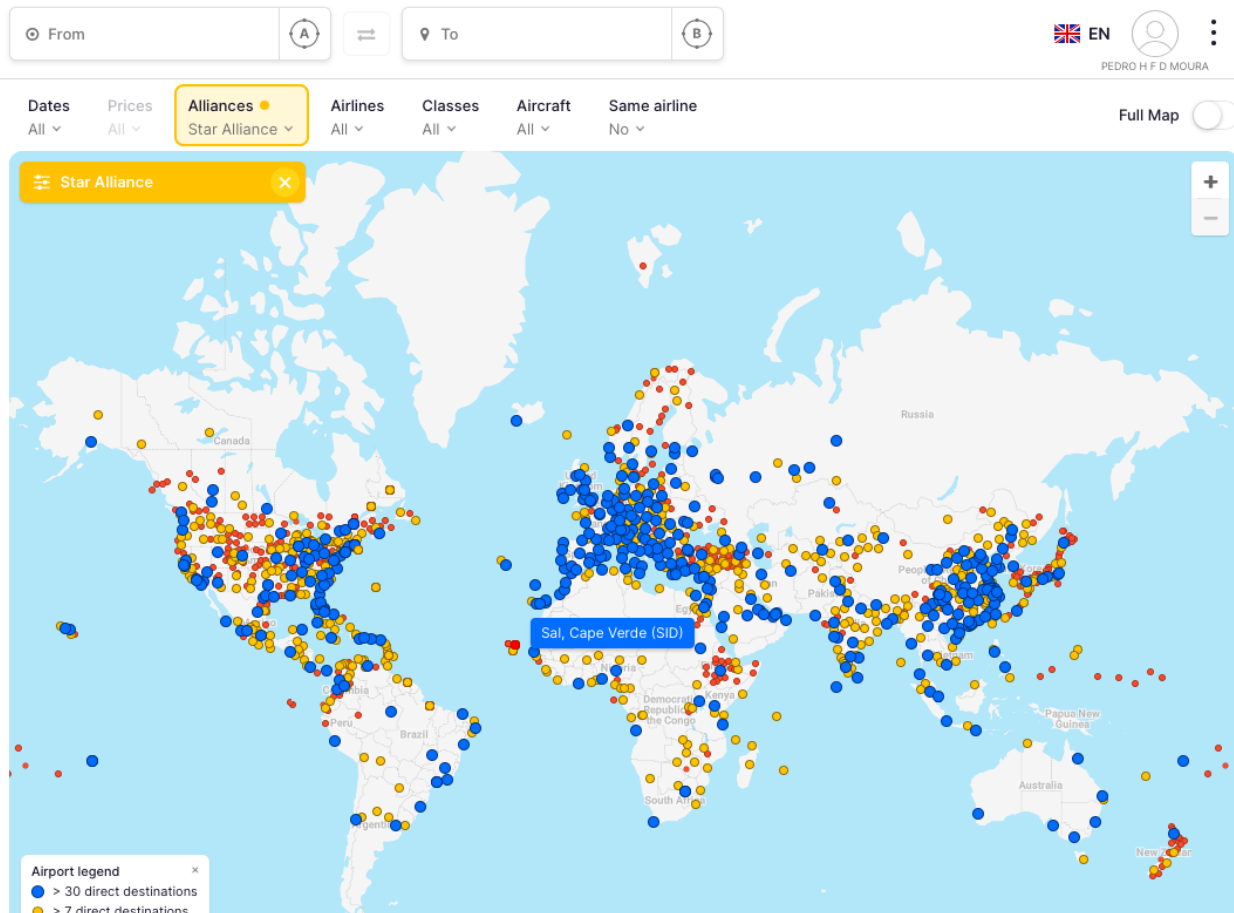 From
A
To
B
EN
PEDRO H F D MOURA
Dates
All
Prices
All
Alliances
Star Alliance
Airlines
All
Classes
All
Aircraft
All
Same airline
No
Full Map
Star Alliance
×
+
−
Russia
Canada
Sal, Cape Verde (SID)
Kenya
Peru
Brazil
Papua New
Guinea
Australia
the Congo
South Africa
Airport legend
×
> 30 direct destinations
> 7 direct destinations